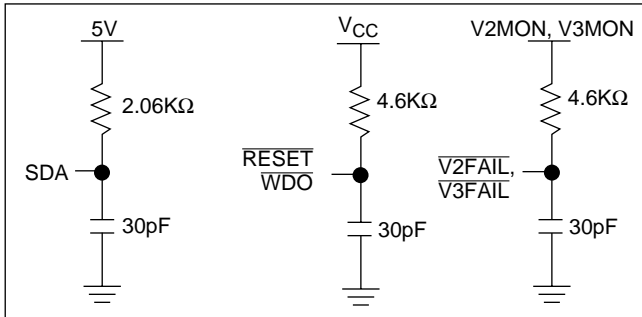 5V
2.06KΩ
SDA
30pF
VCC
4.6KΩ
RESET
WDO
30pF
V2MON, V3MON
4.6KΩ
V2FAIL,
V3FAIL
30pF